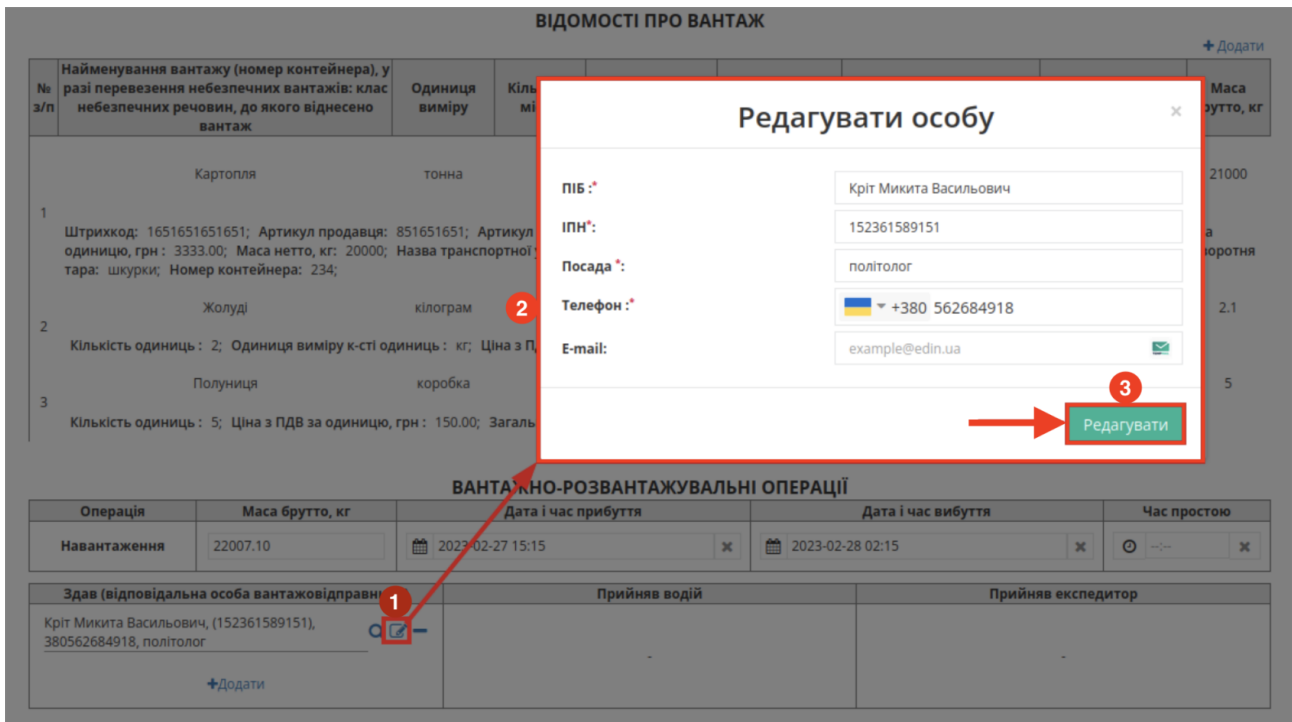 ВІДОМОСТІ ПРО ВАНТАЖ
Додати
№ з/п
Найменування вантажу (номер контейнера), у
разі перевезення небезпечних вантажів: клас
небезпечних речовин, до якого віднесено
вантаж
Одиниця
виміру
Маса
брутто, кг
Картопля тонна 21000
1
Штрихкод: 1651651651651; Артикул продавця: 851651651; Артикул
одиницю, грн : 3333.00; Маса нетто, кг: 20000; Назва транспортної
тара: шкурки; Номер контейнера: 234;
Жолуді кілограм 2.1
2
Кількість одиниць : 2; Одиниця виміру к-сті одиниць : кг; Ціна з
Полуниця коробка 5
3
Кількість одиниць : 5; Ціна з ПДВ за одиницю, грн : 150.00;
Редагувати особу ×
ПІБ :* Кріт Микита Васильович
ІПН*: 152361589151
Посада *: політолог
2
Телефон :* +380 562684918
E-mail: example@edin.ua
3
Редагувати
ВАНТАЖНО-РОЗВАНТАЖУВАЛЬНІ ОПЕРАЦІЇ
Операція Маса брутто, кг Дата і час прибуття Дата і час вибуття Час простою
Навантаження 22007.10 2023-02-27 15:15 2023-02-28 02:15 --:--
Здав (відповідальна особа Прийняв водій Прийняв експедитор
1
Кріт Микита Васильович, (152361589151),
380562684918, політолог
- -
+Додати